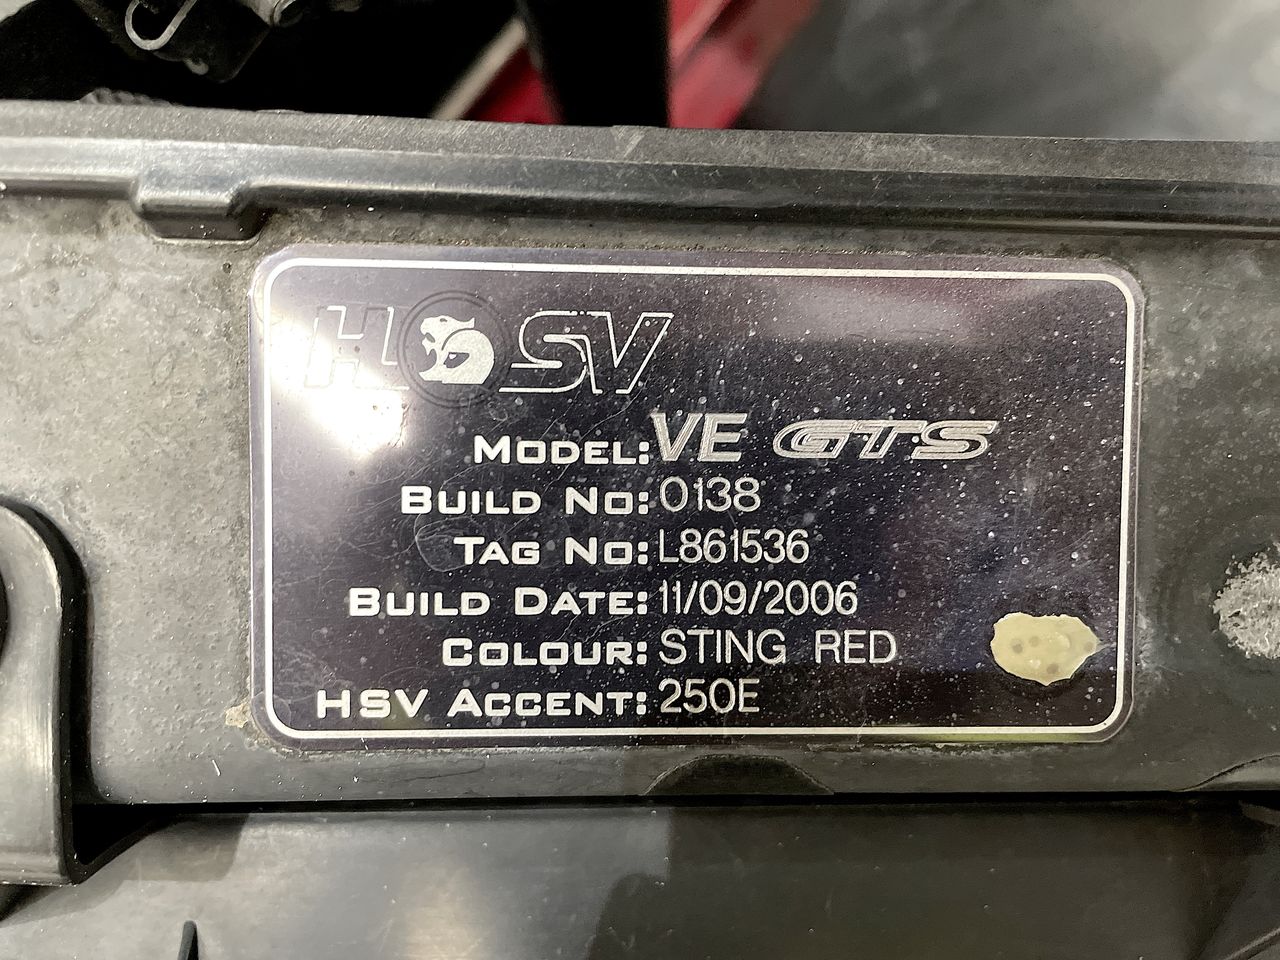 HSV
MODEL: VE GTS
BUILD NO: 0138
TAG NO: L861536
BUILD DATE: 11/09/2006
COLOUR: STING RED
HSV ACCENT: 250E